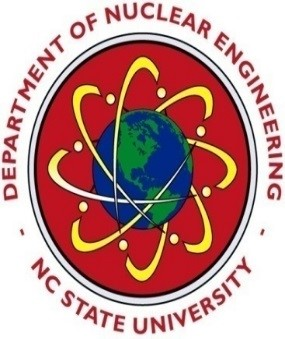 DEPARTMENT OF NUCLEAR ENGINEERING
- NC STATE UNIVERSITY -